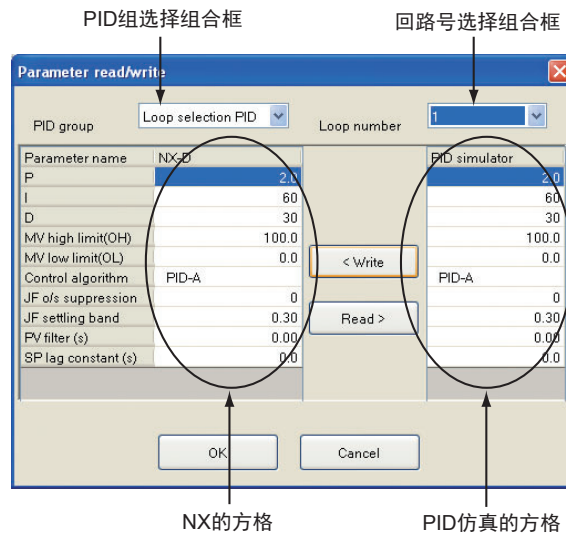 PID组选择组合框 回路号选择组合框
Parameter read/write
PID group Loop selection PID Loop number 1
Parameter name NX-D PID simulator
P 2.0 2.0
I 60 60
D 30 30
MV high limit(OH) 100.0 100.0
MV low limit(OL) 0.0 0.0
< Write
Control algorithm PID-A PID-A
JF o/s suppression 0 0
JF settling band 0.30 Read > 0.30
PV filter (s) 0.00 0.00
SP lag constant (s) 0.0 0.0
OK Cancel
NX的方格 PID仿真的方格